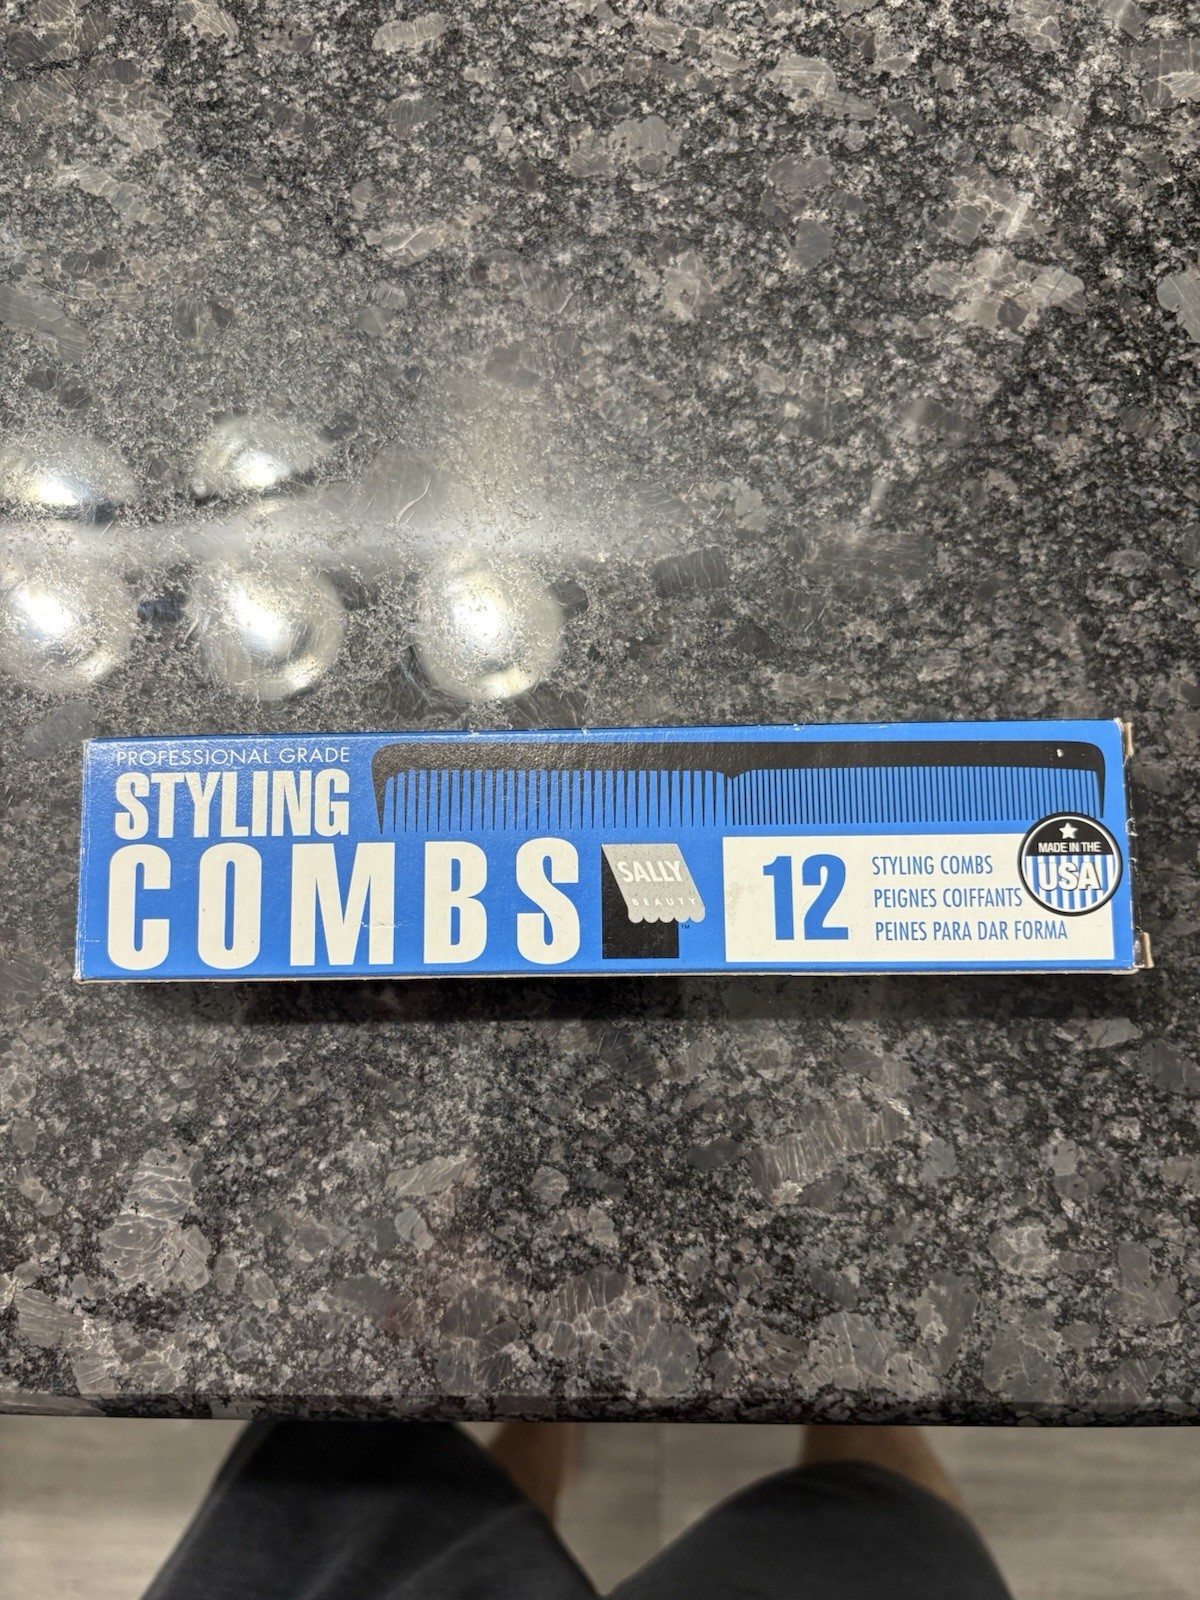 PROFESSIONAL GRADE
STYLING
COMBS
SALLY
BEAUTY
TM
12
STYLING COMBS
PEIGNES COIFFANTS
PEINES PARA DAR FORMA
MADE IN THE
USA